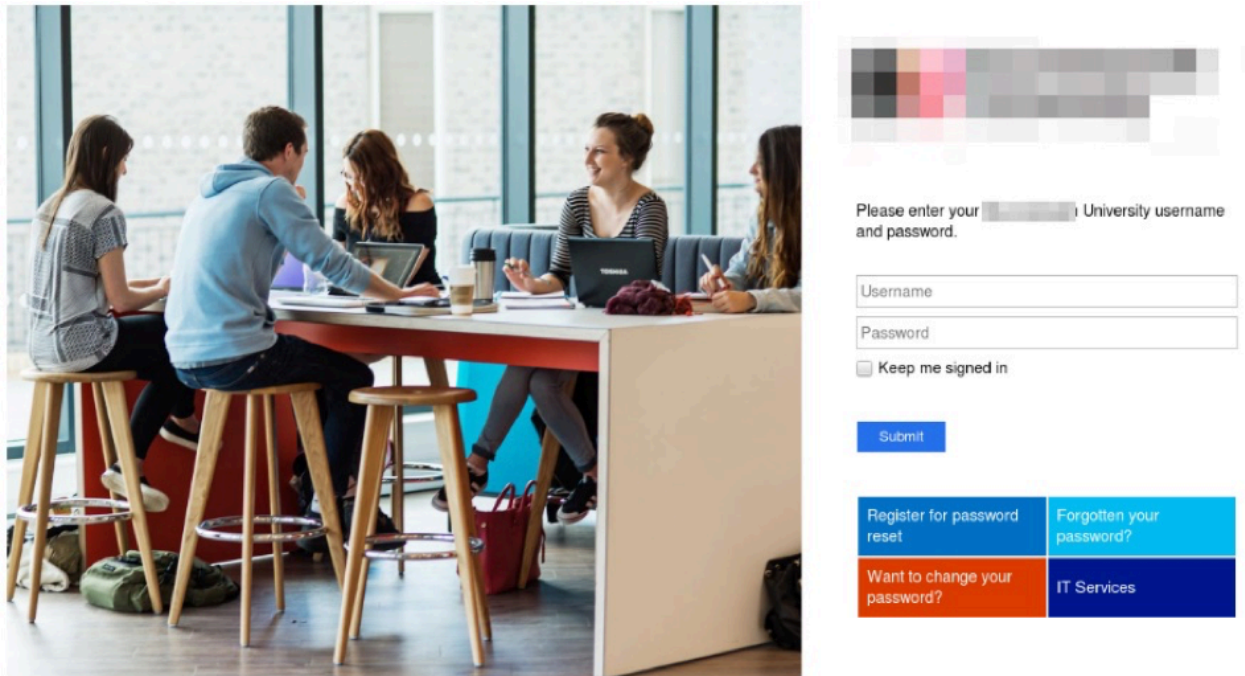 TOSHIBA
Please enter your University username
and password.
Username
Password
Keep me signed in
Submit
Register for password
reset
Forgotten your
password?
Want to change your
password?
IT Services